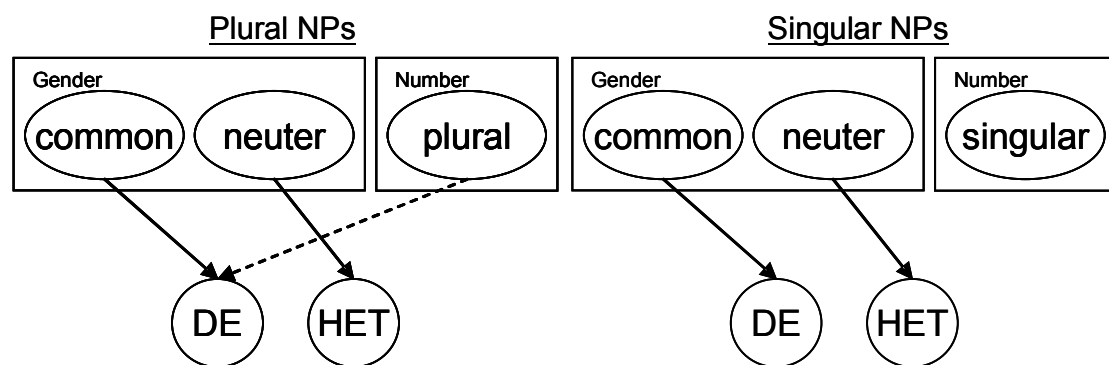 Plural NPs
Singular NPs
Gender
Number
Gender
Number
common
neuter
plural
common
neuter
singular
DE
HET
DE
HET